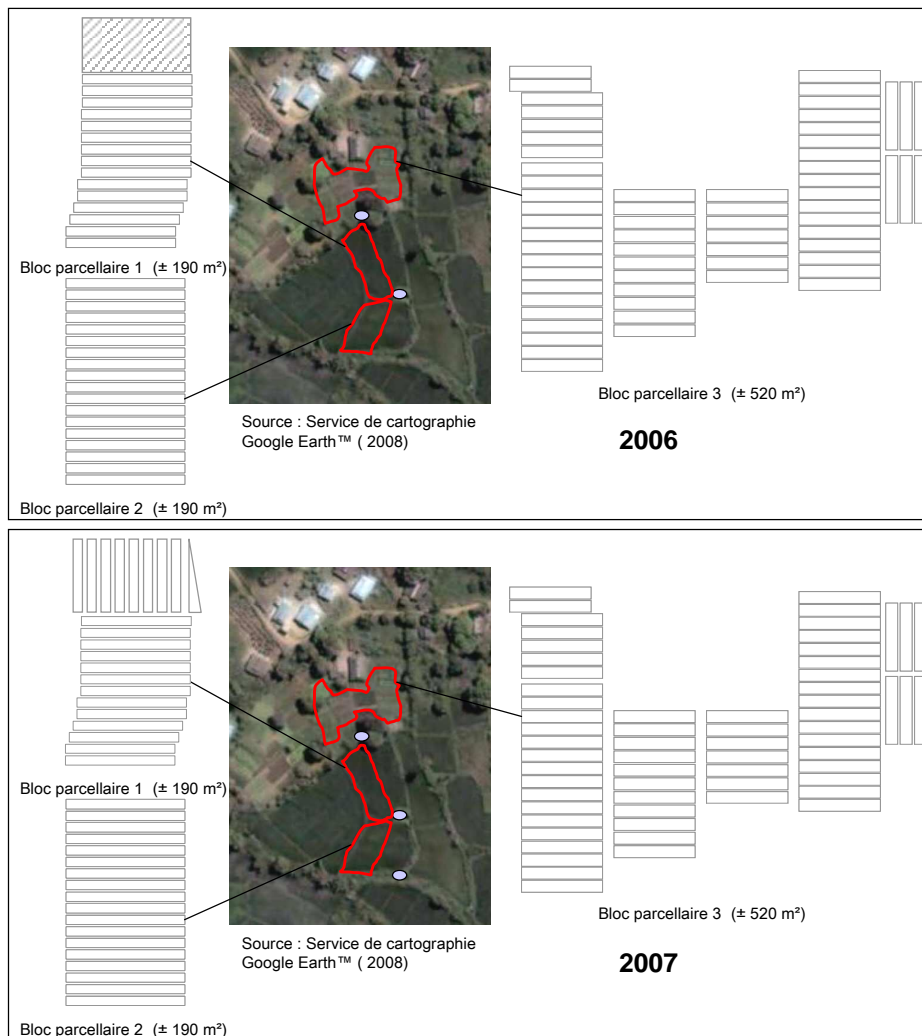 Bloc parcellaire 1 (± 190 m²)
Bloc parcellaire 2 (± 190 m²)
Source : Service de cartographie
Google Earth™ ( 2008)
Bloc parcellaire 3 (± 520 m²)
2006
Bloc parcellaire 1 (± 190 m²)
Bloc parcellaire 2 (± 190 m²)
Source : Service de cartographie
Google Earth™ ( 2008)
Bloc parcellaire 3 (± 520 m²)
2007